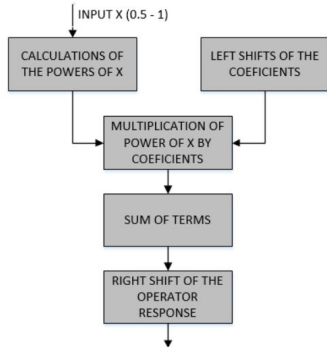 INPUT X (0.5 - 1)
CALCULATIONS OF
THE POWERS OF X
LEFT SHIFTS OF THE
COEFICIENTS
MULTIPLICATION OF
POWER OF X BY
COEFICIENTS
SUM OF TERMS
RIGHT SHIFT OF THE
OPERATOR
RESPONSE